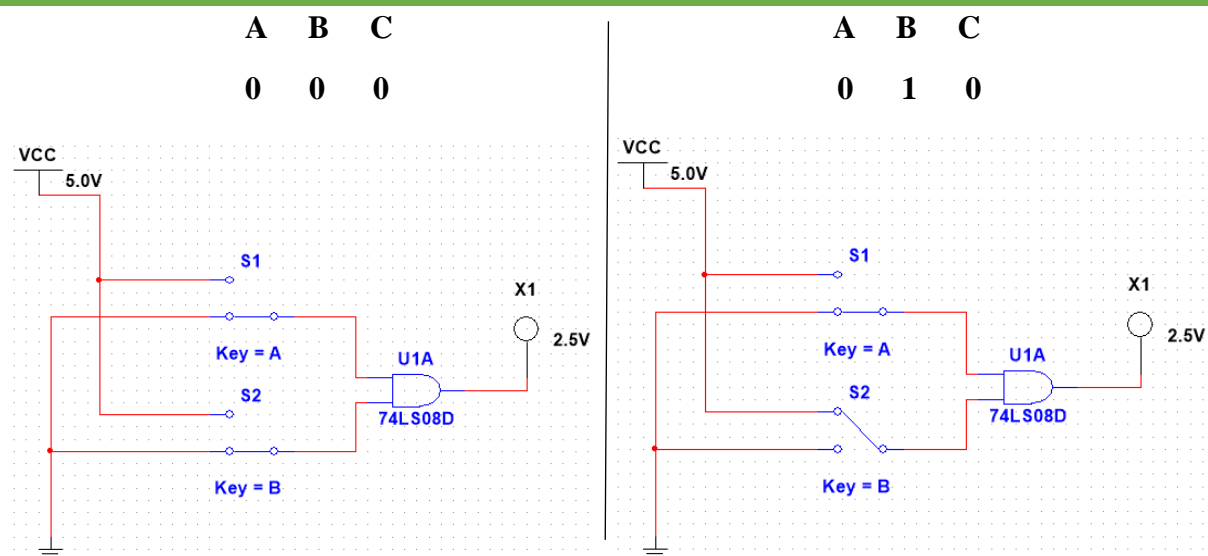 A B C
0 0 0
VCC
5.0V
S1
X1
2.5V
Key = A
U1A
S2
74LS08D
Key = B
A B C
0 1 0
VCC
5.0V
S1
X1
2.5V
Key = A
U1A
S2
74LS08D
Key = B